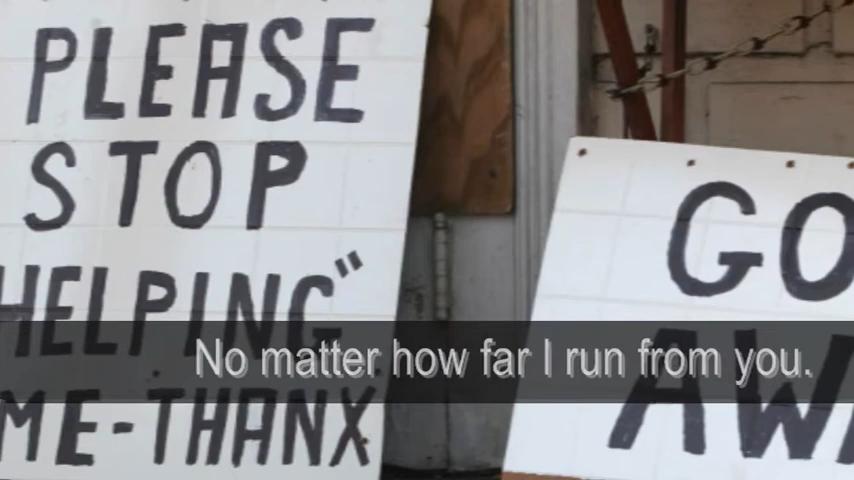 PLEASE
STOP
HELPING"
ME-THANX
GO
No matter how far I run from you.